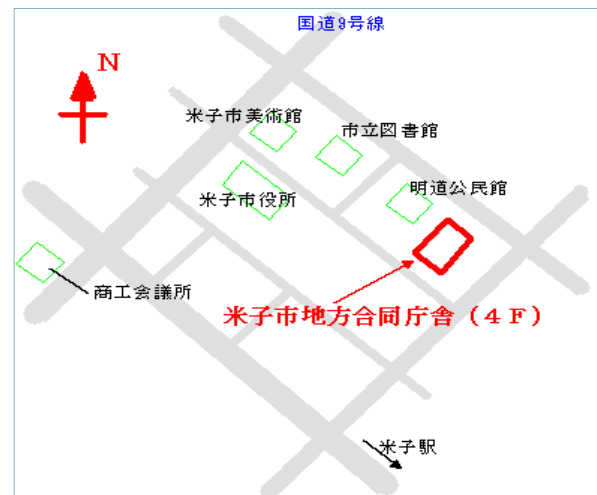 国道9号線
N
米子市美術館
市立図書館
明道公民館
米子市役所
商工会議所
米子市地方合同庁舎（４Ｆ）
米子駅